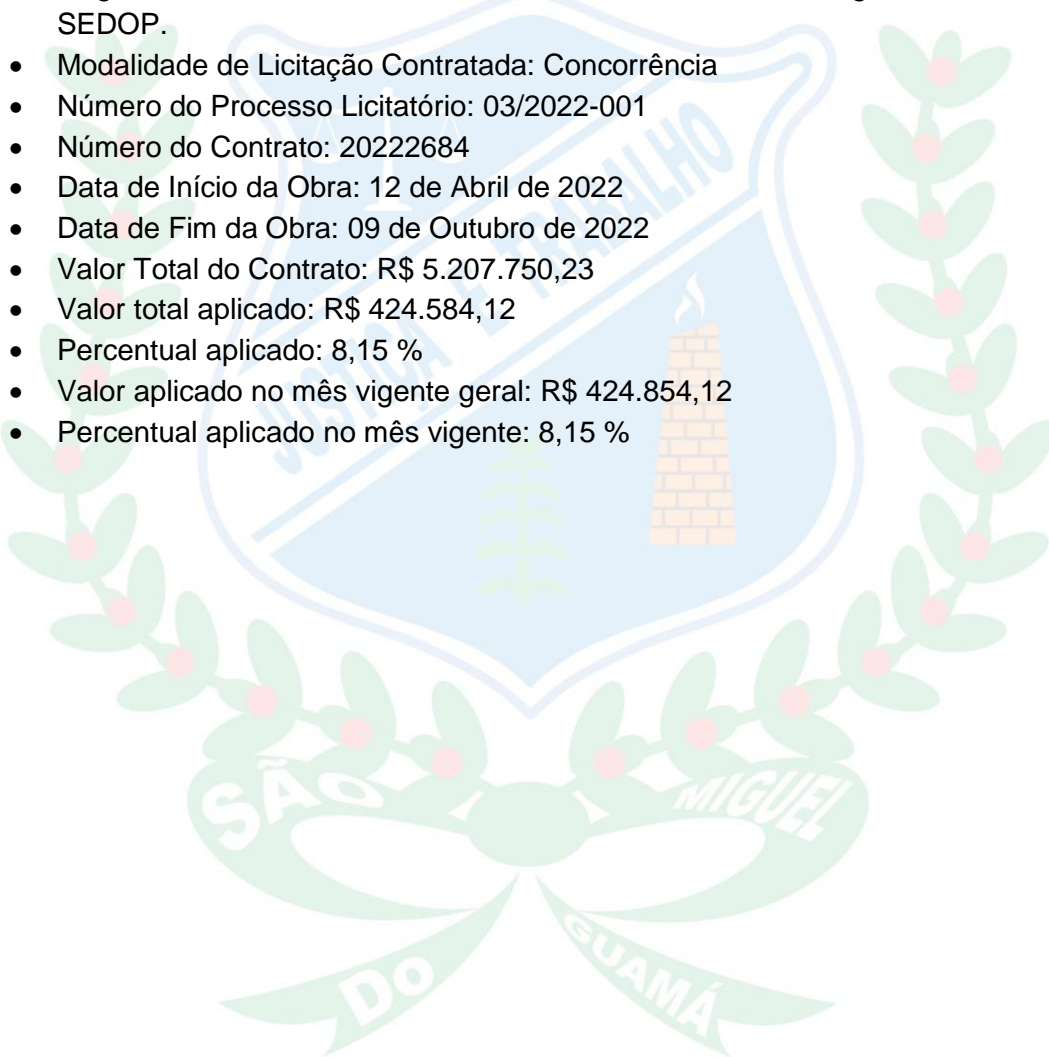 SEDOP.
• Modalidade de Licitação Contratada: Concorrência
• Número do Processo Licitatório: 03/2022-001
• Número do Contrato: 20222684
• Data de Início da Obra: 12 de Abril de 2022
• Data de Fim da Obra: 09 de Outubro de 2022
• Valor Total do Contrato: R$ 5.207.750,23
• Valor total aplicado: R$ 424.584,12
• Percentual aplicado: 8,15 %
• Valor aplicado no mês vigente geral: R$ 424.854,12
• Percentual aplicado no mês vigente: 8,15 %
JUSTIÇA E TRABALHO
SÃO MIGUEL
DO GUAMÁ